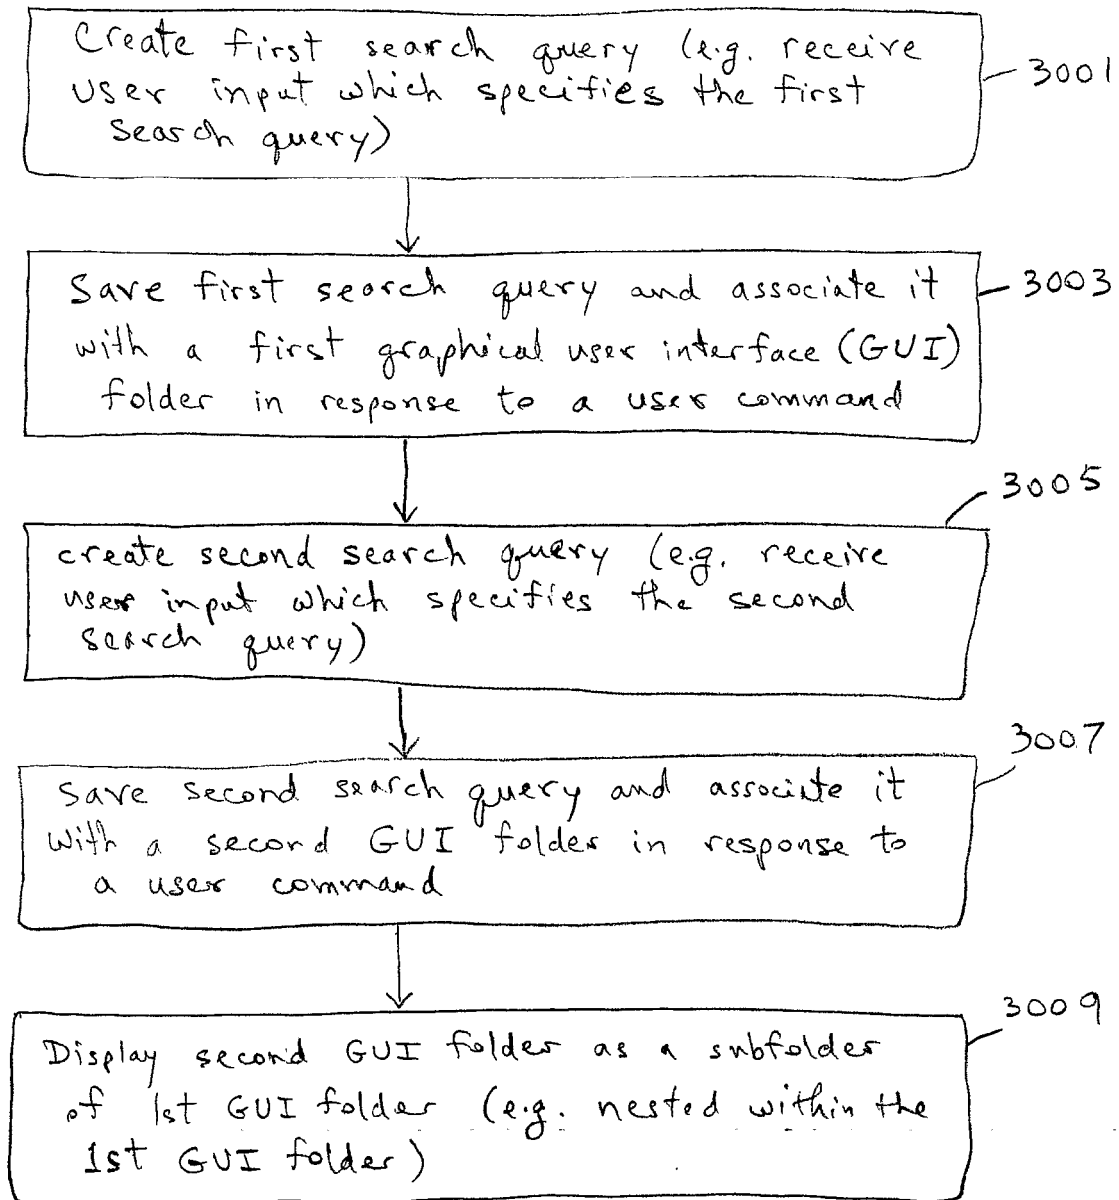 Create first search query (e.g. receive
user input which specifies the first
search query)
3001
Save first search query and associate it
with a first graphical user interface (GUI)
folder in response to a user command
3003
create second search query (e.g. receive
user input which specifies the second
search query)
3005
Save second search query and associate it
with a second GUI folder in response to
a user command
3007
Display second GUI folder as a subfolder
of 1st GUI folder (e.g. nested within the
1st GUI folder)
3009